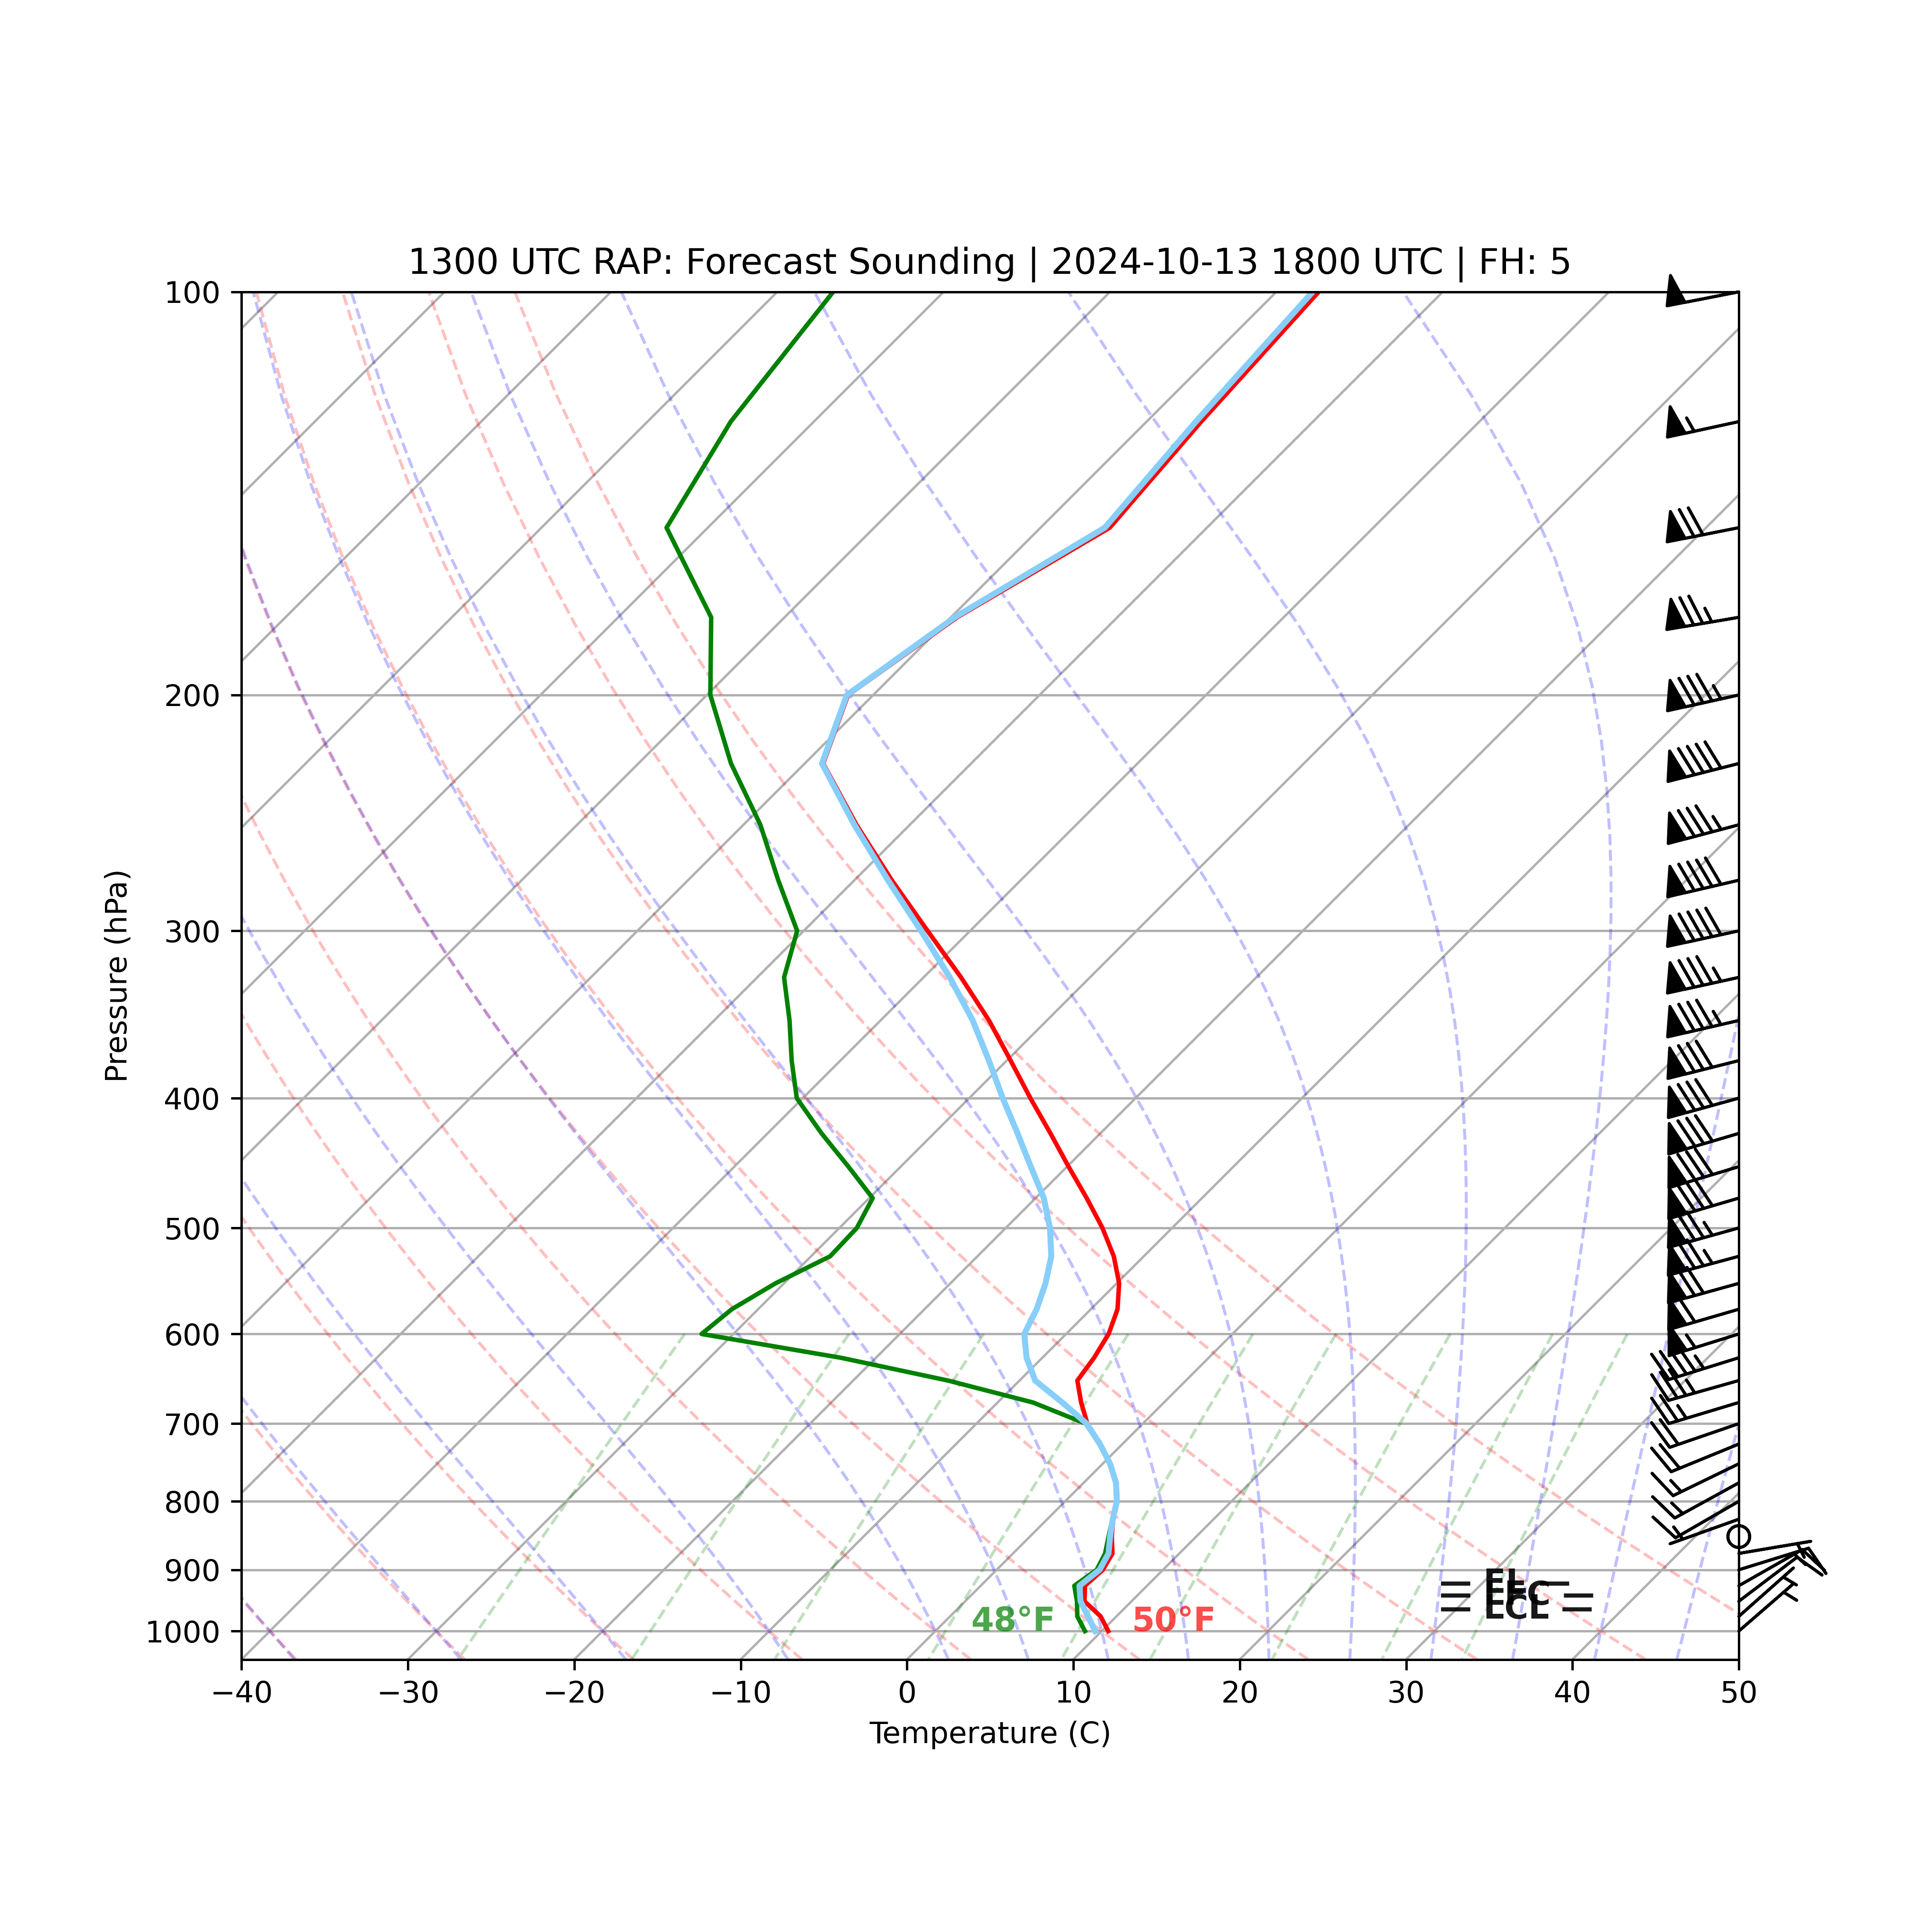 1300 UTC RAP: Forecast Sounding | 2024-10-13 1800 UTC | FH: 5
100
200
300
400
500
600
700
800
900
1000
Pressure (hPa)
= EL =
= LCL =
48°F
50°F
−40
−30
−20
−10
0
10
20
30
40
50
Temperature (C)